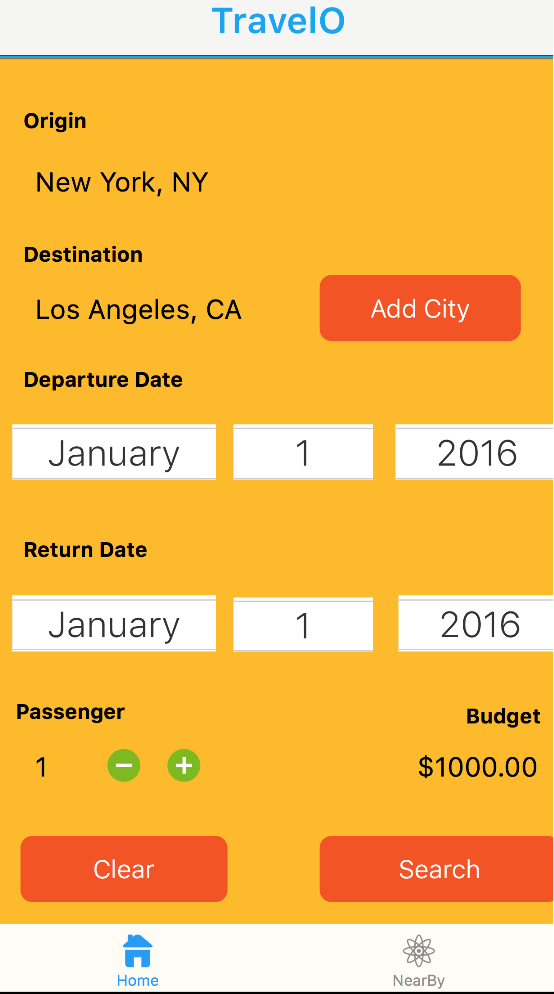 TravelO
Origin
New York, NY
Destination
Los Angeles, CA
Add City
Departure Date
January 1 2016
Return Date
January 1 2016
Passenger Budget
1 − + $1000.00
Clear Search
Home NearBy